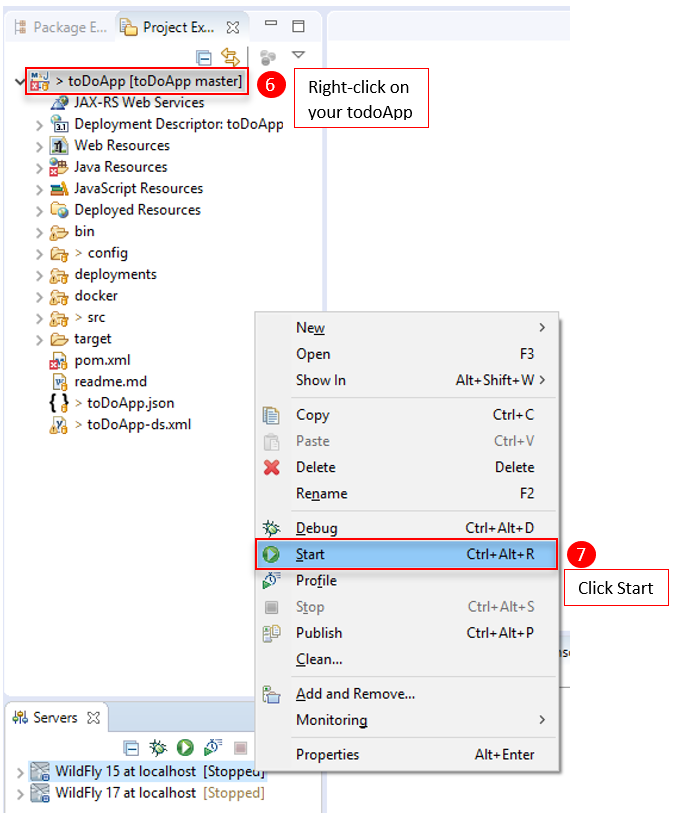 Package E...
Project Ex...
> toDoApp [toDoApp master]
6
Right-click on
your todoApp
JAX-RS Web Services
3.1
Deployment Descriptor: toDoApp
Web Resources
Java Resources
JavaScript Resources
Deployed Resources
bin
> config
deployments
docker
> src
target
pom.xml
readme.md
> toDoApp.json
> toDoApp-ds.xml
New
Open F3
Show In Alt+Shift+W >
Copy Ctrl+C
Paste Ctrl+V
Delete Delete
Rename F2
Debug Ctrl+Alt+D
Start Ctrl+Alt+R
7
Click Start
Profile
Stop Ctrl+Alt+S
Publish Ctrl+Alt+P
Clean...
Add and Remove...
Monitoring
Properties Alt+Enter
Servers
WildFly 15 at localhost [Stopped]
WildFly 17 at localhost [Stopped]